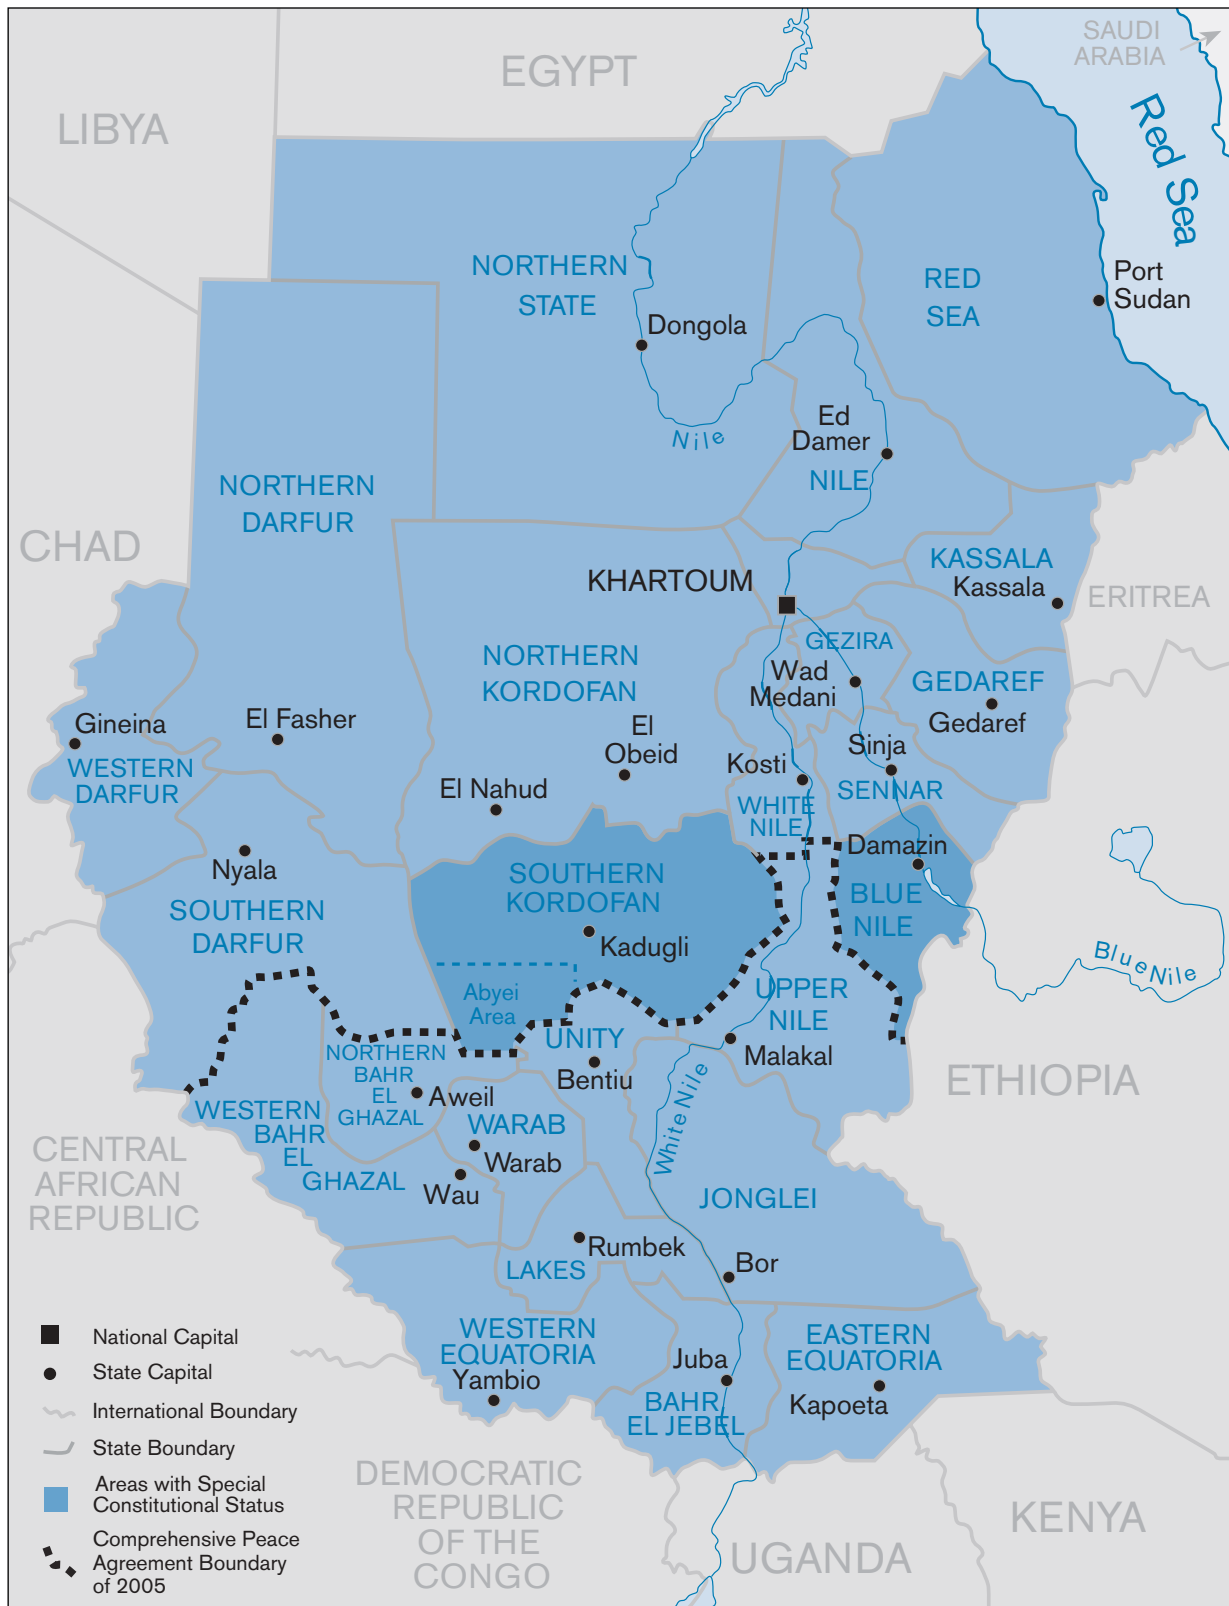 SAUDI
ARABIA
EGYPT
LIBYA
Red Sea
NORTHERN
STATE
RED
SEA
Port
Sudan
Dongola
Ed
Damer
Nile
NILE
NORTHERN
DARFUR
CHAD
KASSALA
Kassala
KHARTOUM
ERITREA
GEZIRA
NORTHERN
KORDOFAN
Wad
Medani
GEDAREF
Gedaref
Gineina
El Fasher
El
Obeid
Sinja
Kosti
WESTERN
DARFUR
El Nahud
SENNAR
WHITE
NILE
Damazin
Nyala
SOUTHERN
KORDOFAN
BLUE
NILE
SOUTHERN
DARFUR
Kadugli
Blue Nile
Abyei
Area
UPPER
NILE
UNITY
Malakal
NORTHERN
BAHR
EL
GHAZAL
Bentiu
ETHIOPIA
Aweil
White Nile
WESTERN
BAHR
EL
GHAZAL
WARAB
Warab
Wau
CENTRAL
AFRICAN
REPUBLIC
JONGLEI
Rumbek
Bor
LAKES
WESTERN
EQUATORIA
EASTERN
EQUATORIA
Juba
Yambio
Kapoeta
BAHR
EL JEBEL
DEMOCRATIC
REPUBLIC
OF THE
CONGO
KENYA
UGANDA
National Capital
State Capital
International Boundary
State Boundary
Areas with Special
Constitutional Status
Comprehensive Peace
Agreement Boundary
of 2005